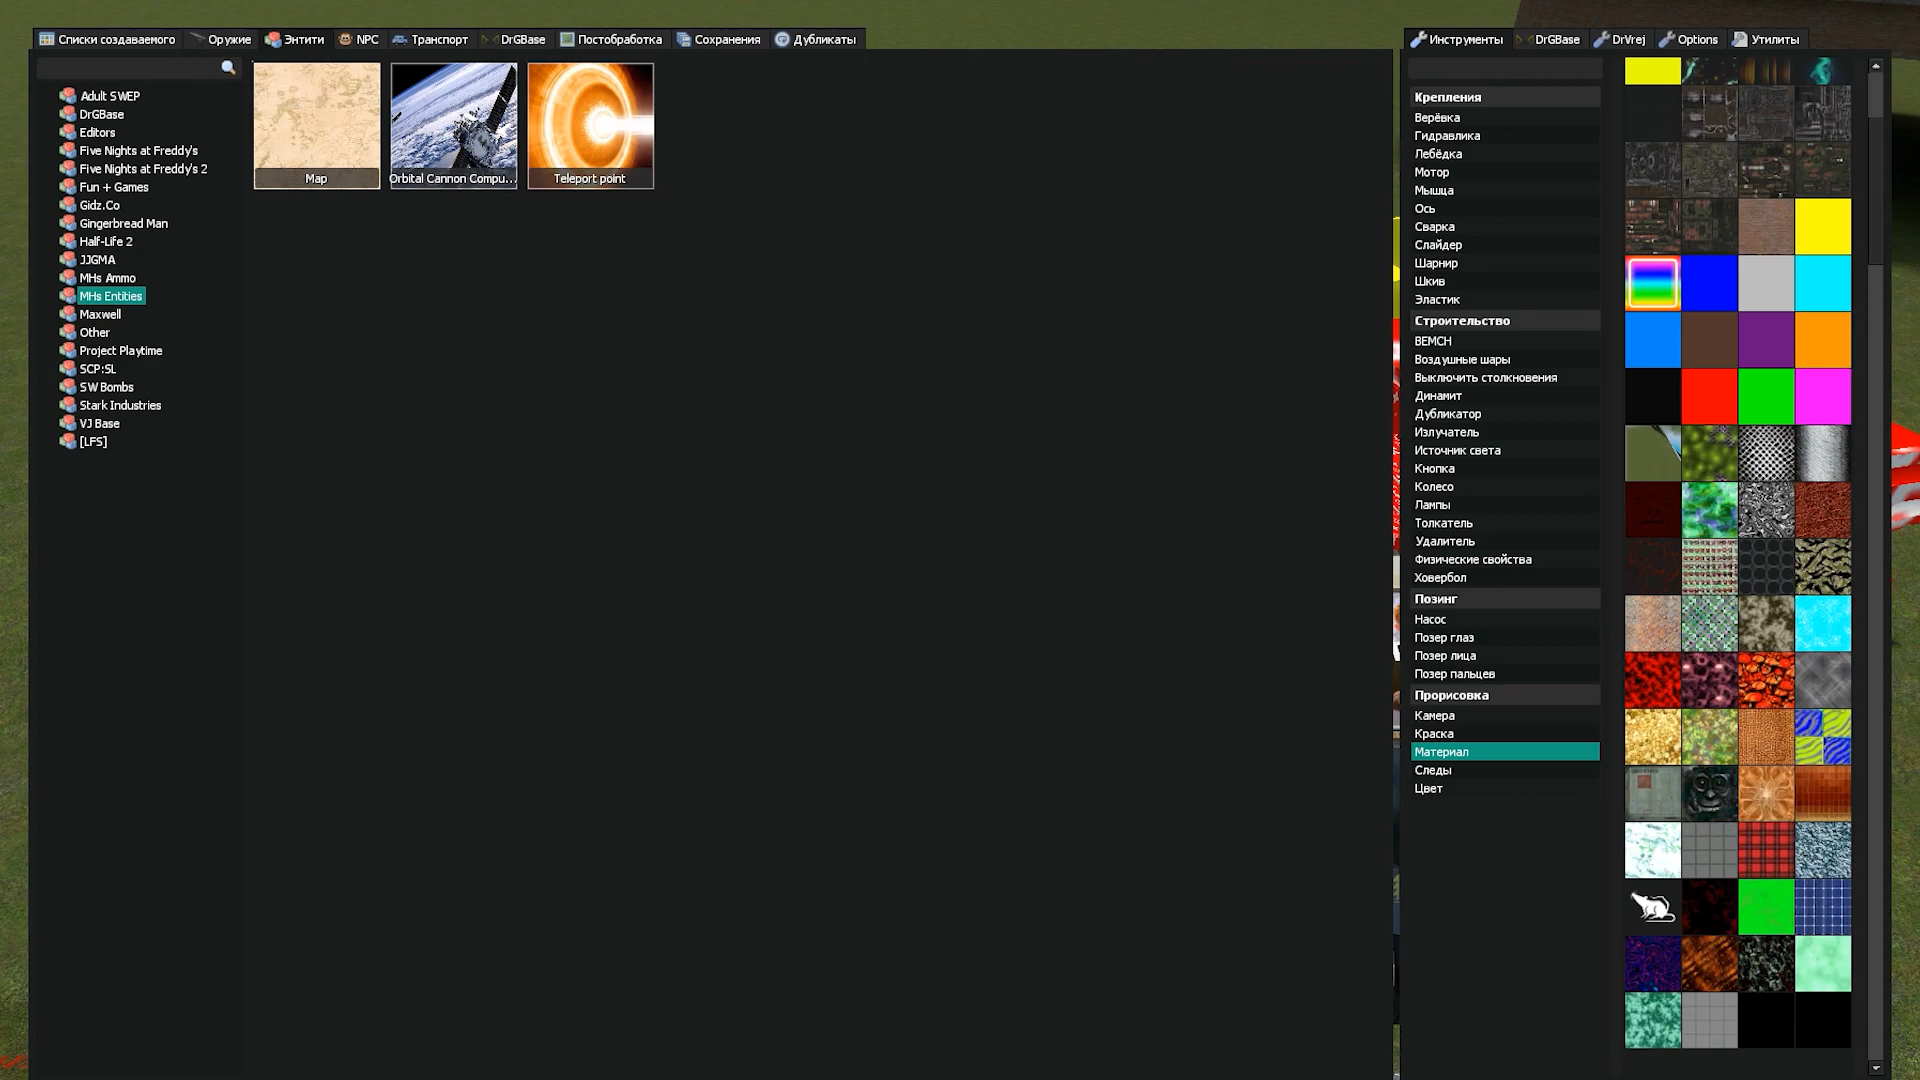 Списки создаваемого
Оружие
Энтити
NPC
Транспорт
DrGBase
Постобработка
Сохранения
Дубликаты
Инструменты
DrGBase
DrVrej
Options
Утилиты
Adult SWEP
DrGBase
Editors
Five Nights at Freddy's
Five Nights at Freddy's 2
Fun + Games
Gidz.Co
Gingerbread Man
Half-Life 2
JJGMA
MHs Ammo
MHs Entities
Maxwell
Other
Project Playtime
SCP:SL
SW Bombs
Stark Industries
VJ Base
[LFS]
Map
Orbital Cannon Compu...
Teleport point
Крепления
Верёвка
Гидравлика
Лебёдка
Мотор
Мышца
Ось
Сварка
Слайдер
Шарнир
Шкив
Эластик
Строительство
BEMCH
Воздушные шары
Выключить столкновения
Динамит
Дубликатор
Излучатель
Источник света
Кнопка
Колесо
Лампы
Толкатель
Удалитель
Физические свойства
Ховербол
Позинг
Насос
Позер глаз
Позер лица
Позер пальцев
Прорисовка
Камера
Краска
Материал
Следы
Цвет